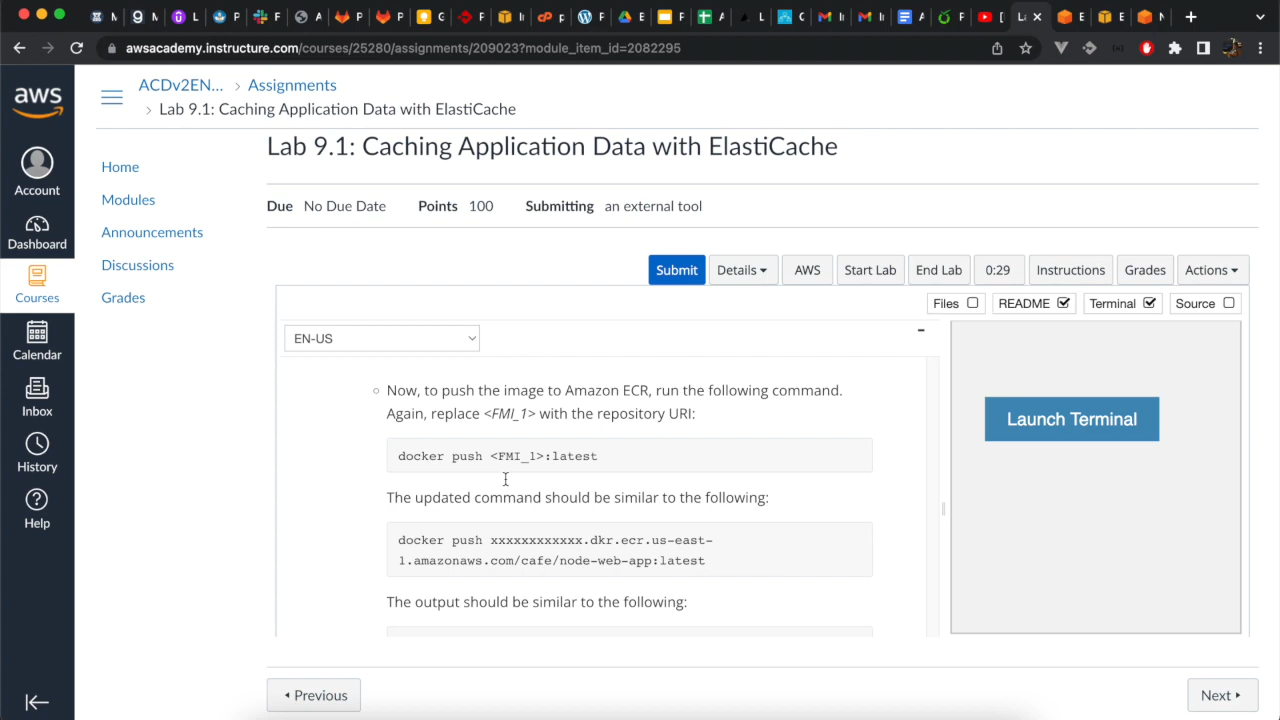 awsacademy.instructure.com/courses/25280/assignments/209023?module_item_id=2082295
aws
Account
Dashboard
Courses
Calendar
Inbox
History
Help
ACDv2EN... > Assignments
> Lab 9.1: Caching Application Data with ElastiCache
Home
Modules
Announcements
Discussions
Grades
Lab 9.1: Caching Application Data with ElastiCache
Due No Due Date Points 100 Submitting an external tool
Submit Details AWS Start Lab End Lab 0:29 Instructions Grades Actions
Files README Terminal Source
EN-US
Now, to push the image to Amazon ECR, run the following command.
Again, replace <FMI_1> with the repository URI:
docker push <FMI_1>:latest
The updated command should be similar to the following:
docker push xxxxxxxxxxxx.dkr.ecr.us-east-
1.amazonaws.com/cafe/node-web-app:latest
The output should be similar to the following:
Launch Terminal
Previous
Next